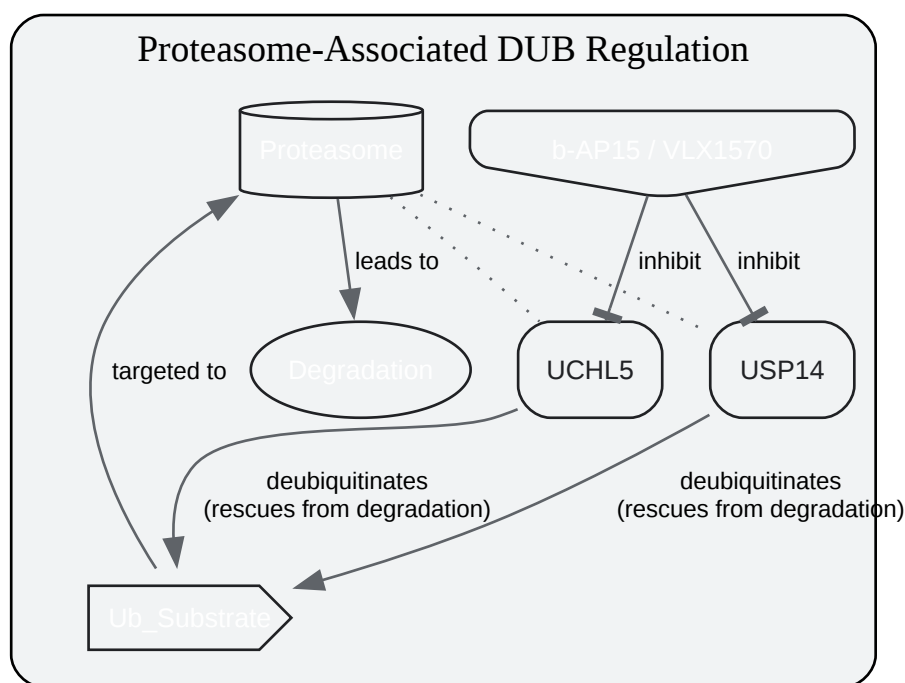 Proteasome-Associated DUB Regulation
Proteasome
b-AP15 / VLX1570
leads to
inhibit
inhibit
targeted to
Degradation
UCHL5
USP14
deubiquitinates
(rescues from degradation)
deubiquitinates
(rescues from degradation)
Ub_Substrate